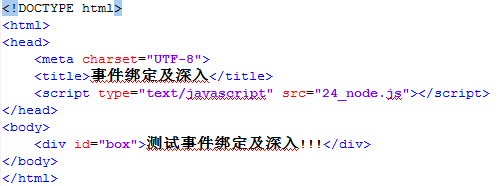 <!DOCTYPE html>
<html>
<head>
    <meta charset="UTF-8">
    <title>事件绑定及深入</title>
    <script type="text/javascript" src="24_node.js"></script>
</head>
<body>
    <div id="box">测试事件绑定及深入!!!</div>
</body>
</html>